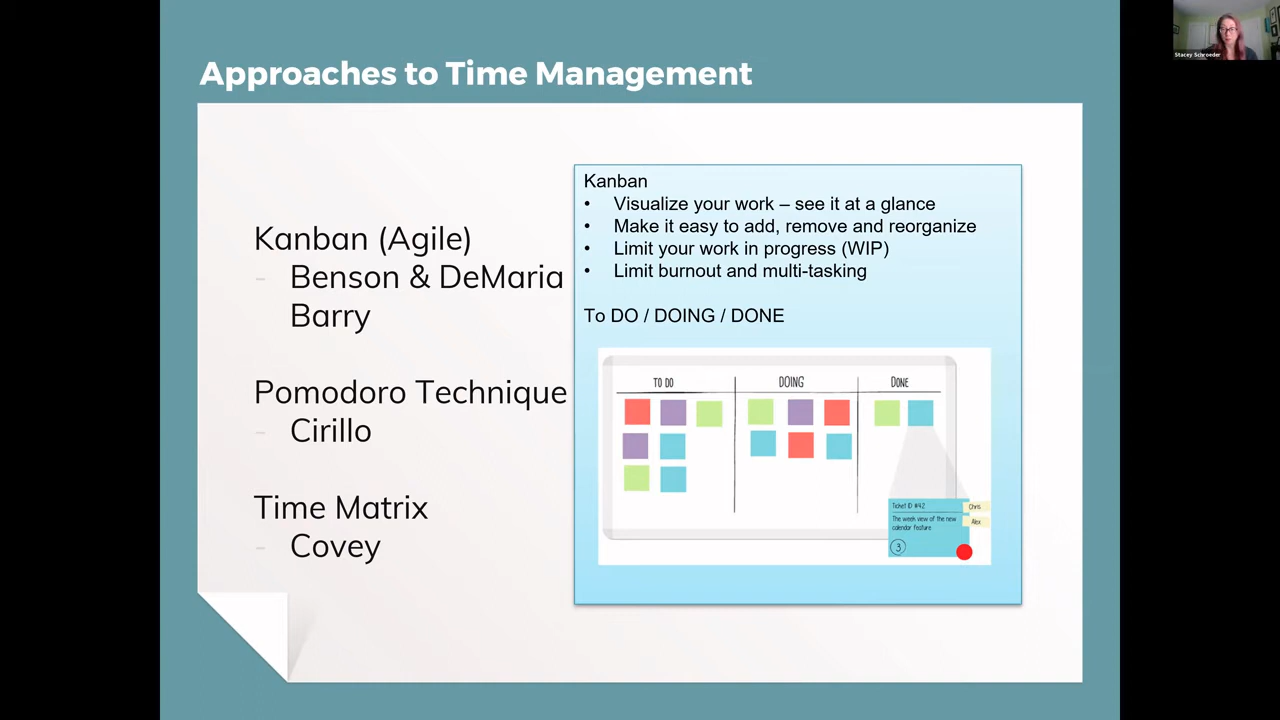 Approaches to Time Management
Stacey Schroeder
Kanban (Agile)
- Benson & DeMaria
Barry
Pomodoro Technique
- Cirillo
Time Matrix
- Covey
Kanban
• Visualize your work – see it at a glance
• Make it easy to add, remove and reorganize
• Limit your work in progress (WIP)
• Limit burnout and multi-tasking
To DO / DOING / DONE
TO DO
DOING
DONE
Ticket ID #42
The week view of the new
calendar feature
3
Chris
Alex